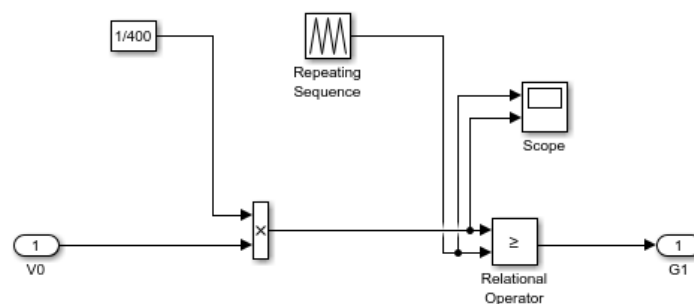 1/400
Repeating
Sequence
Scope
×
1
V0
≥
Relational
Operator
1
G1